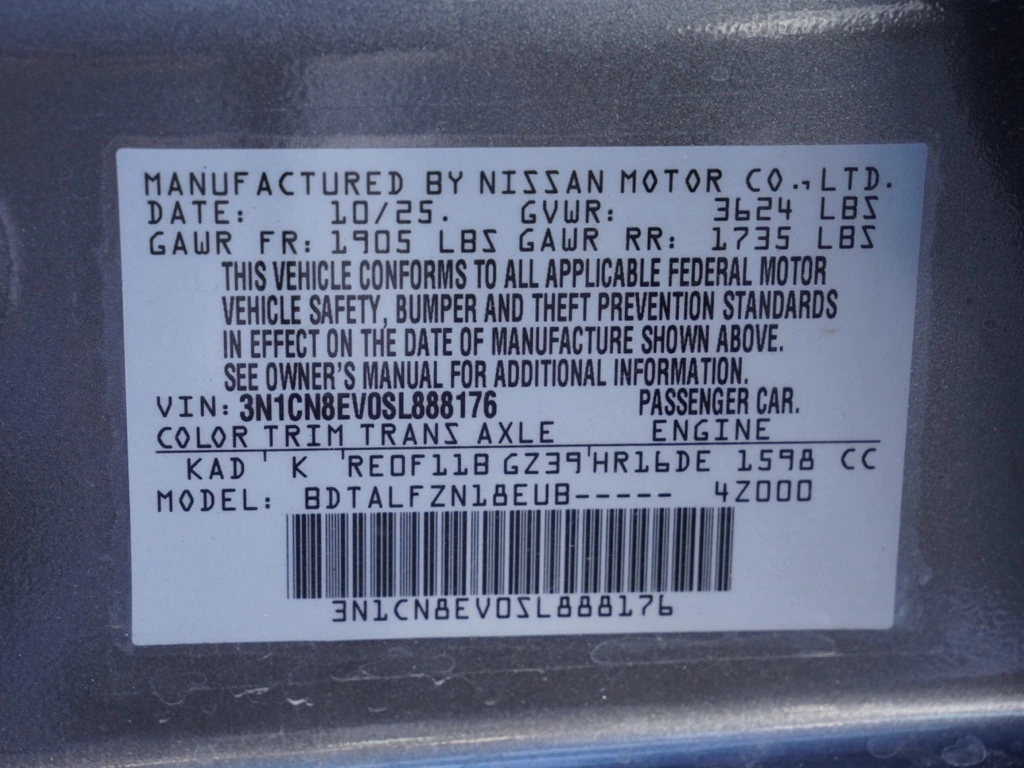 MANUFACTURED BY NISSAN MOTOR CO., LTD.
DATE: 10/25. GVWR: 3624 LBS
GAWR FR: 1905 LBS GAWR RR: 1735 LBS
THIS VEHICLE CONFORMS TO ALL APPLICABLE FEDERAL MOTOR
VEHICLE SAFETY, BUMPER AND THEFT PREVENTION STANDARDS
IN EFFECT ON THE DATE OF MANUFACTURE SHOWN ABOVE.
SEE OWNER'S MANUAL FOR ADDITIONAL INFORMATION.
VIN: 3N1CN8EV0SL888176 PASSENGER CAR.
COLOR TRIM TRANS AXLE ENGINE
KAD K RE0F11B GZ39 HR16DE 1598 CC
MODEL: BDTALFZN18EUB----- 4Z000
3N1CN8EV0SL888176